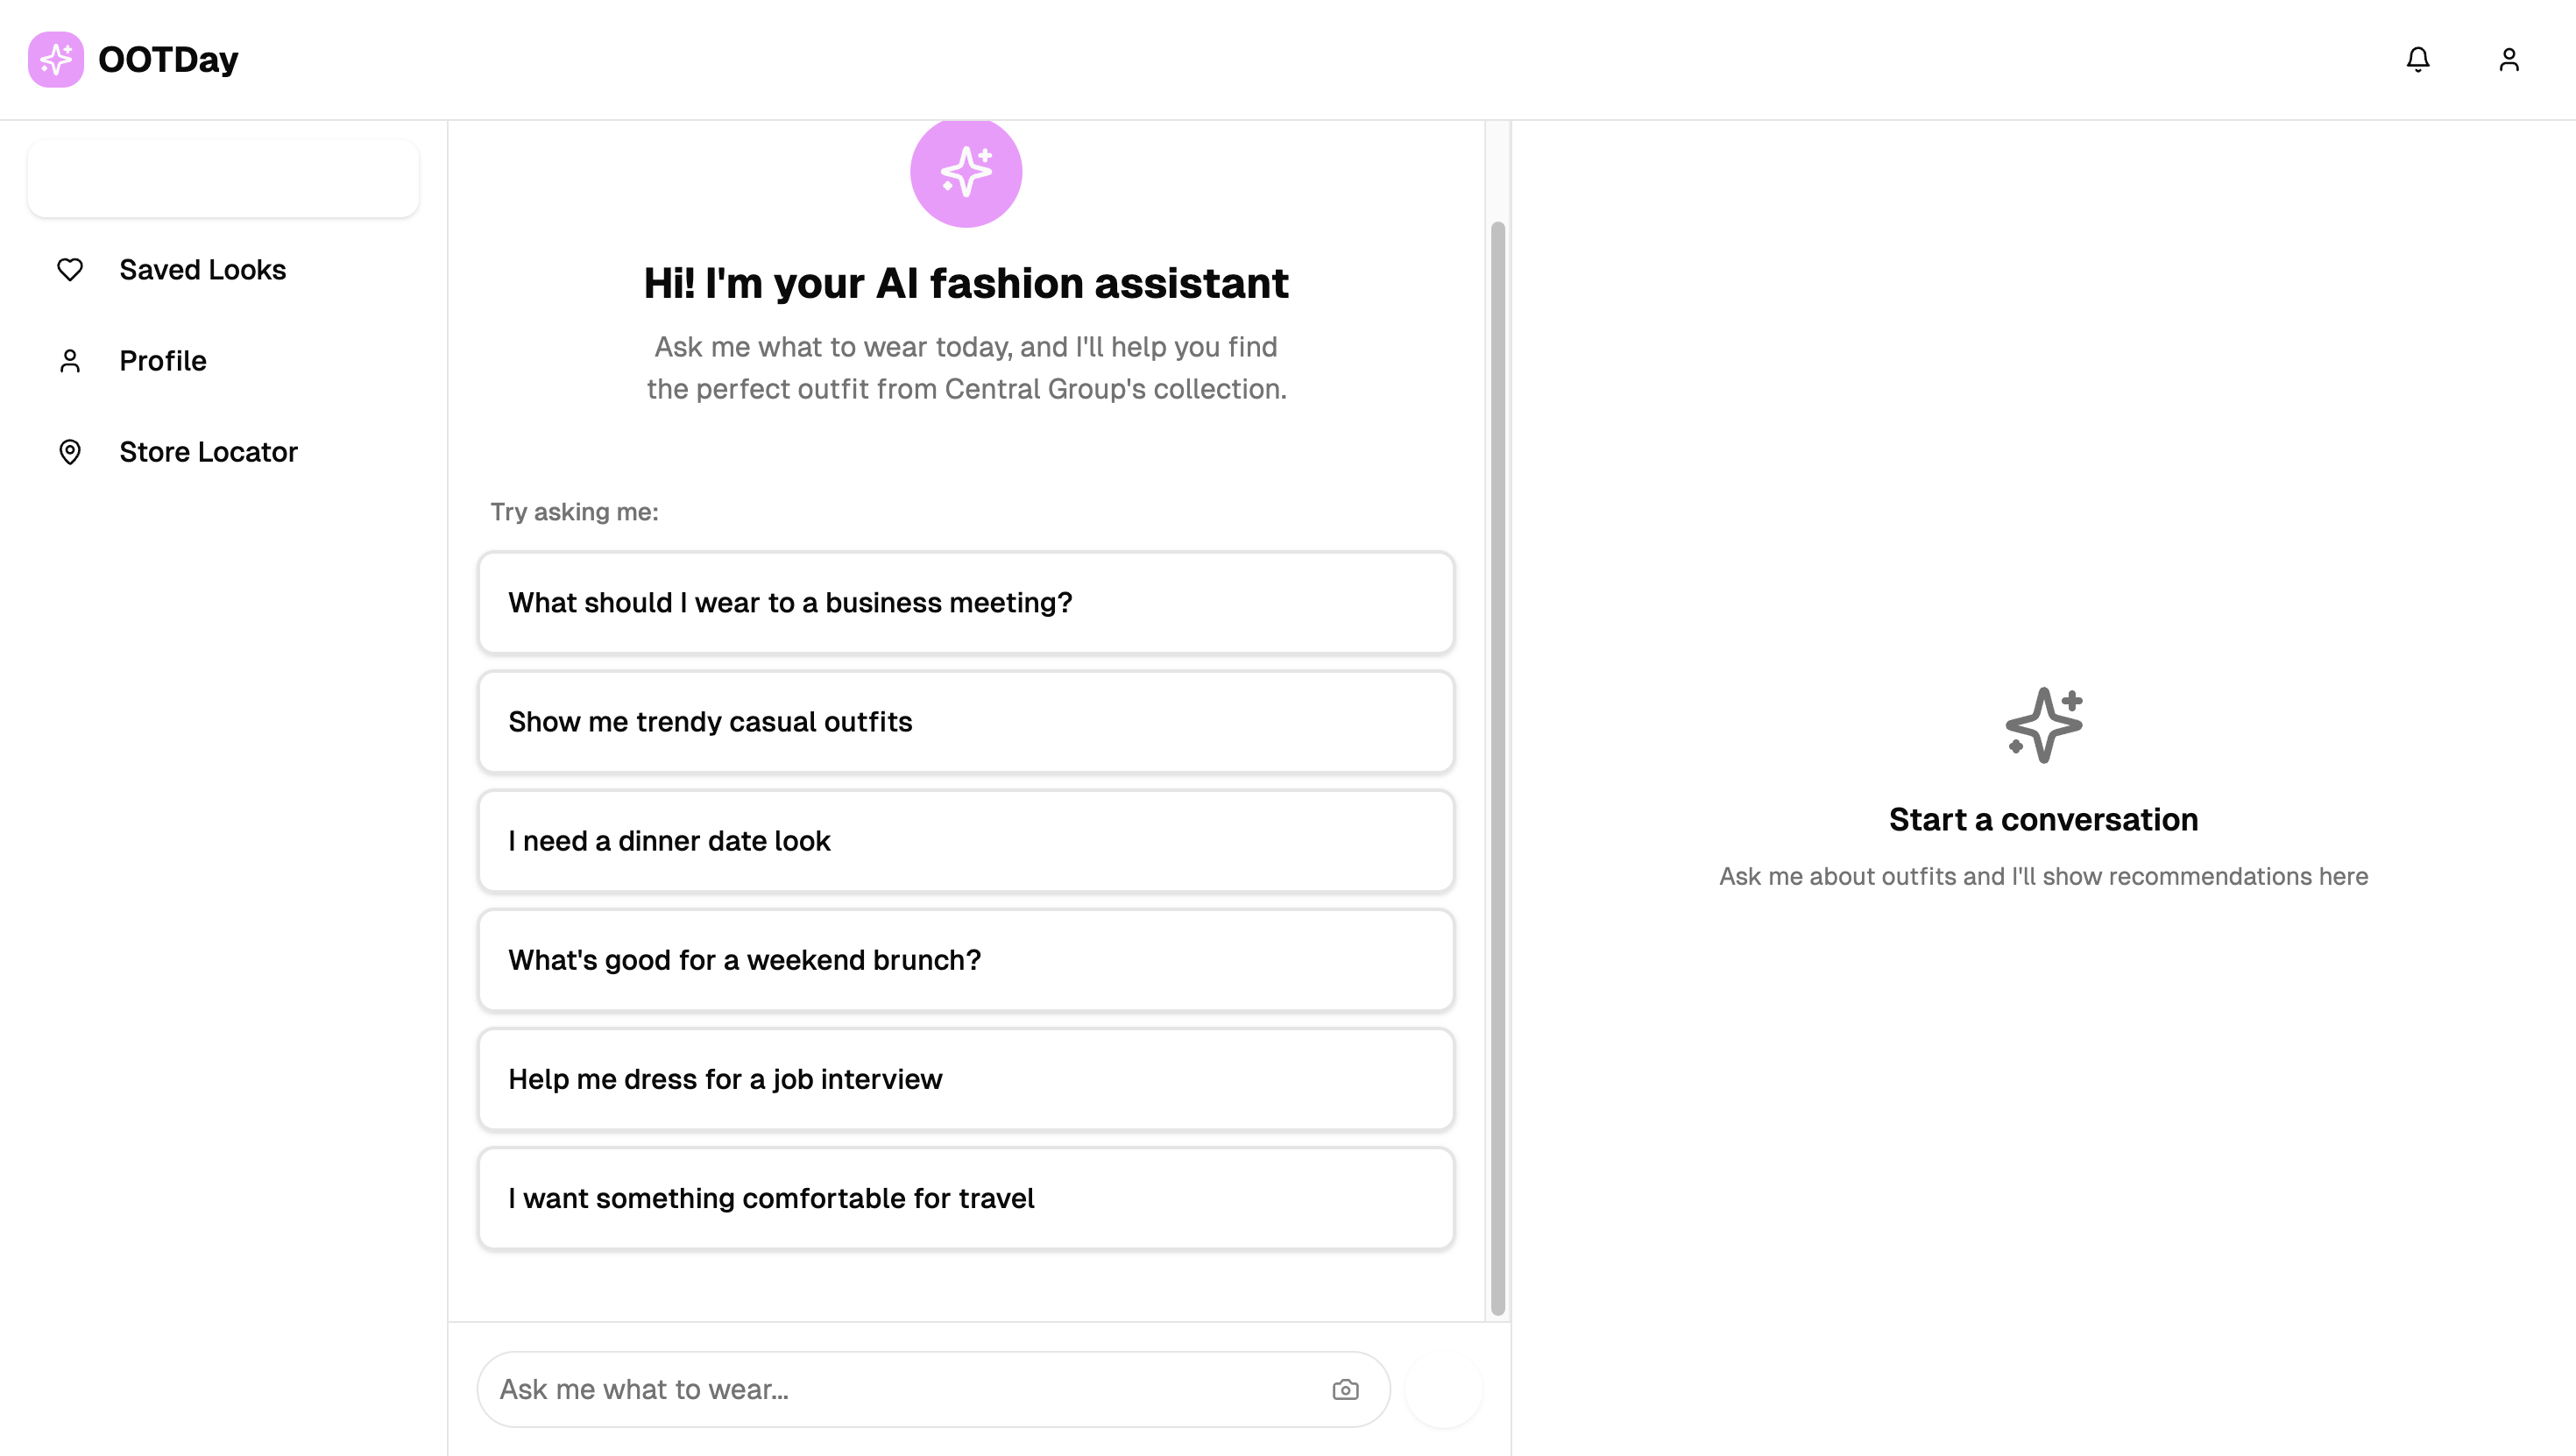 OOTDay
Saved Looks
Profile
Store Locator
Hi! I'm your AI fashion assistant
Ask me what to wear today, and I'll help you find
the perfect outfit from Central Group's collection.
Try asking me:
What should I wear to a business meeting?
Show me trendy casual outfits
I need a dinner date look
What's good for a weekend brunch?
Help me dress for a job interview
I want something comfortable for travel
Ask me what to wear...
Start a conversation
Ask me about outfits and I'll show recommendations here